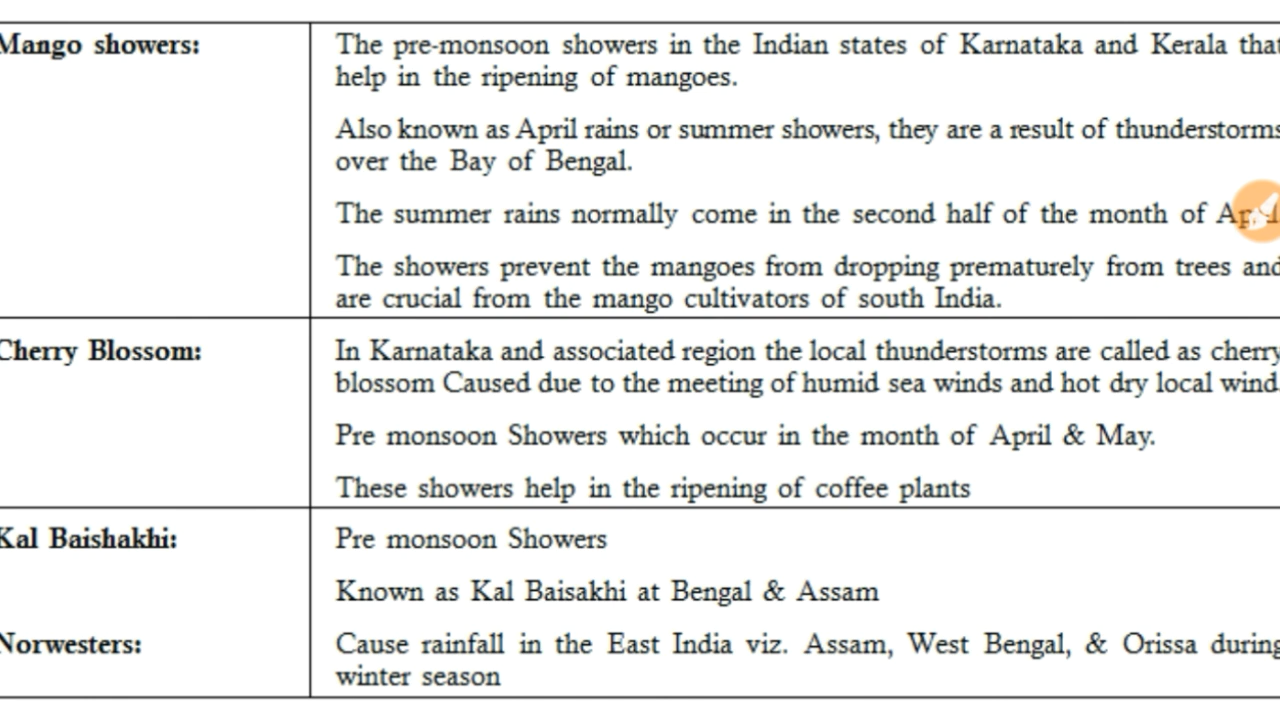 Mango showers:
The pre-monsoon showers in the Indian states of Karnataka and Kerala that
help in the ripening of mangoes.
Also known as April rains or summer showers, they are a result of thunderstorms
over the Bay of Bengal.
The summer rains normally come in the second half of the month of
The showers prevent the mangoes from dropping prematurely from trees and
are crucial from the mango cultivators of south India.
Cherry Blossom:
In Karnataka and associated region the local thunderstorms are called as cherry
blossom Caused due to the meeting of humid sea winds and hot dry local wind
Pre monsoon Showers which occur in the month of April & May.
These showers help in the ripening of coffee plants
Kal Baishakhi:
Pre monsoon Showers
Known as Kal Baisakhi at Bengal & Assam
Norwesters:
Cause rainfall in the East India viz. Assam, West Bengal, & Orissa during
winter season